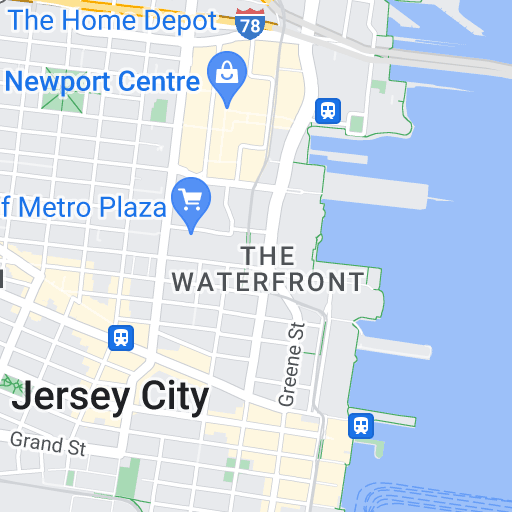 The Home Depot
78
Newport Centre
f Metro Plaza
THE
WATERFRONT
Greene St
Jersey City
Grand St